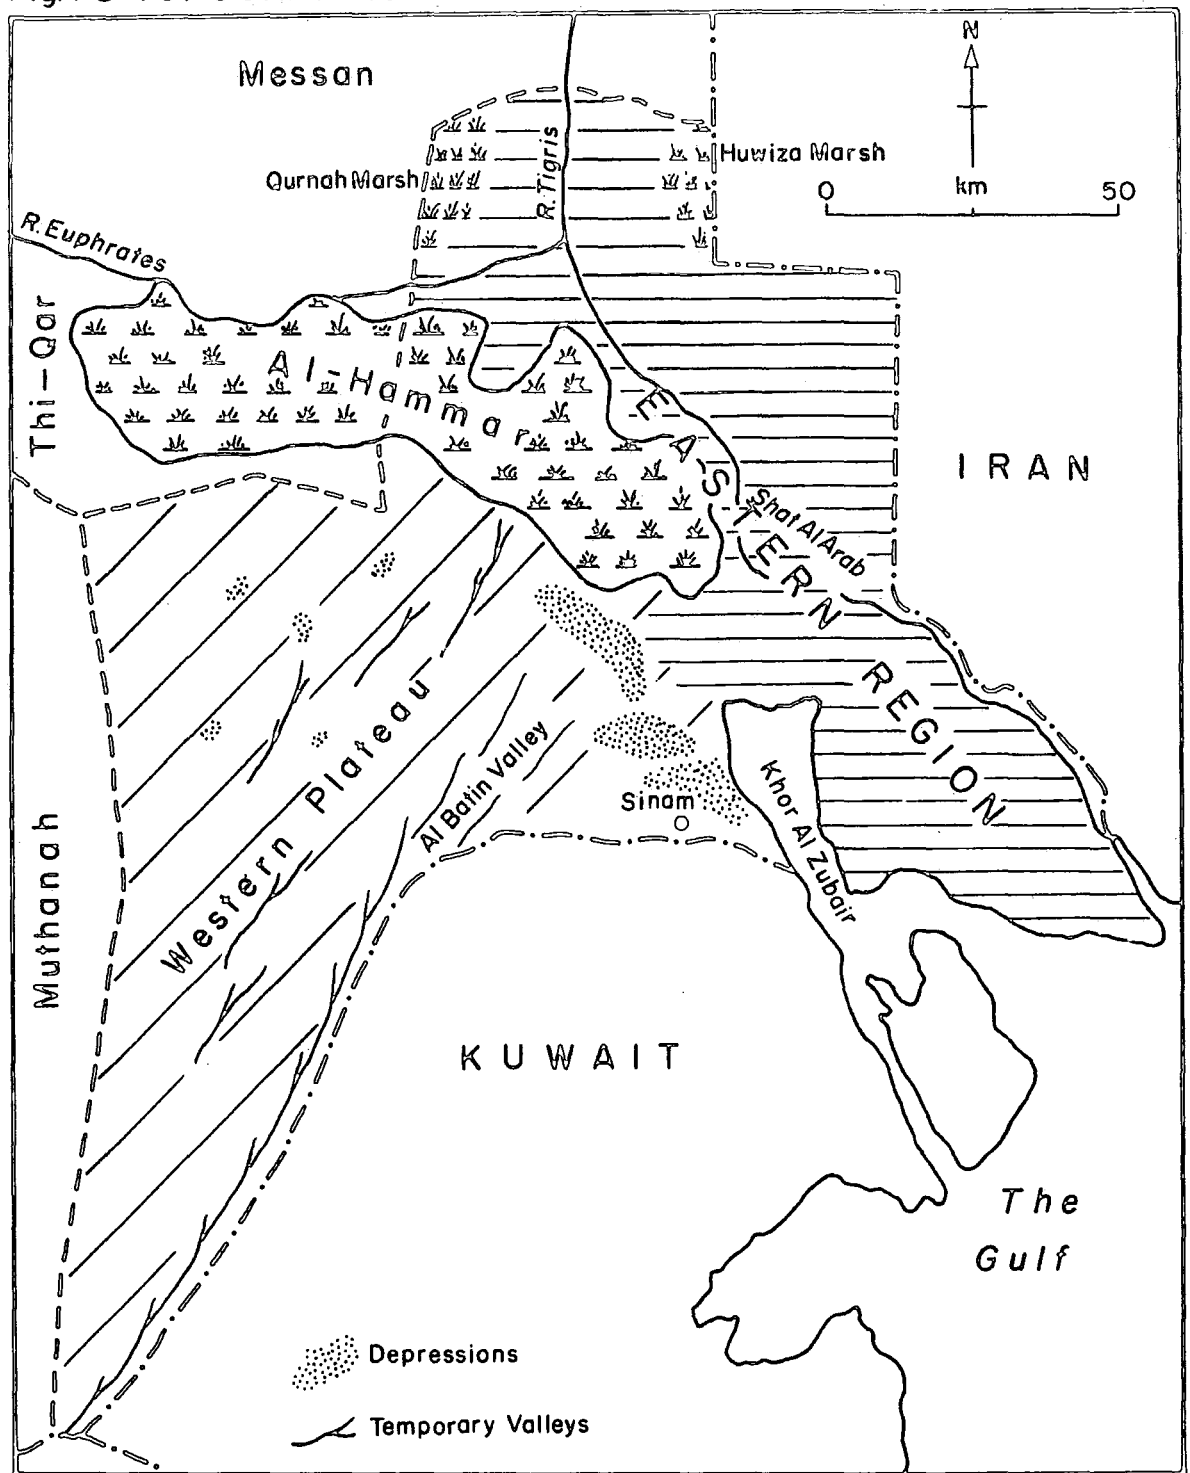 Messan
N
R. Tigris
Huwiza Marsh
Qurnah Marsh
0 km 50
R. Euphrates
Thi-Qar
Al-Hammar
IRAN
EASTERN REGION
Shat Al Arab
Western Plateau
Al Batin Valley
Sinam
Khor Al Zubair
Muthanah
KUWAIT
The
Gulf
Depressions
Temporary Valleys